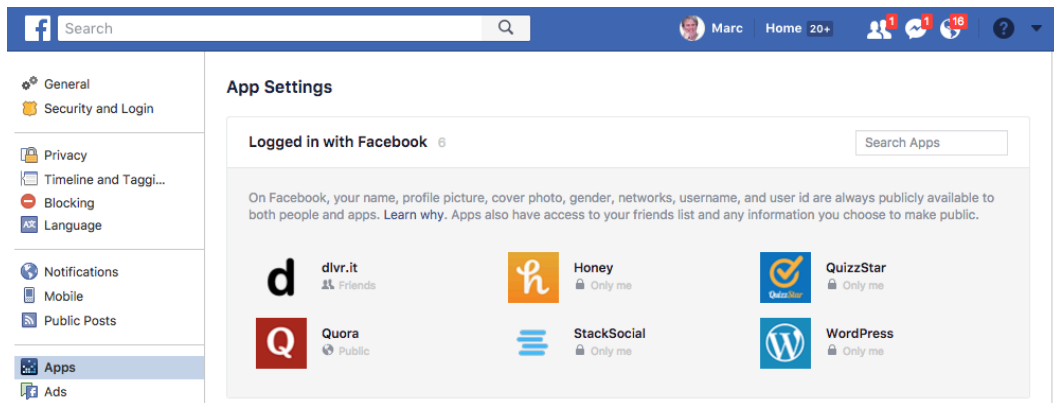 Search
Marc
Home 20+
1
1
16
?
General
Security and Login
Privacy
Timeline and Taggi...
Blocking
Language
Notifications
Mobile
Public Posts
Apps
Ads
App Settings
Logged in with Facebook 6
Search Apps
On Facebook, your name, profile picture, cover photo, gender, networks, username, and user id are always publicly available to
both people and apps. Learn why. Apps also have access to your friends list and any information you choose to make public.
d
dlvr.it
Friends
h
Honey
Only me
QuizzStar
QuizzStar
Only me
Q
Quora
Public
StackSocial
Only me
W
WordPress
Only me